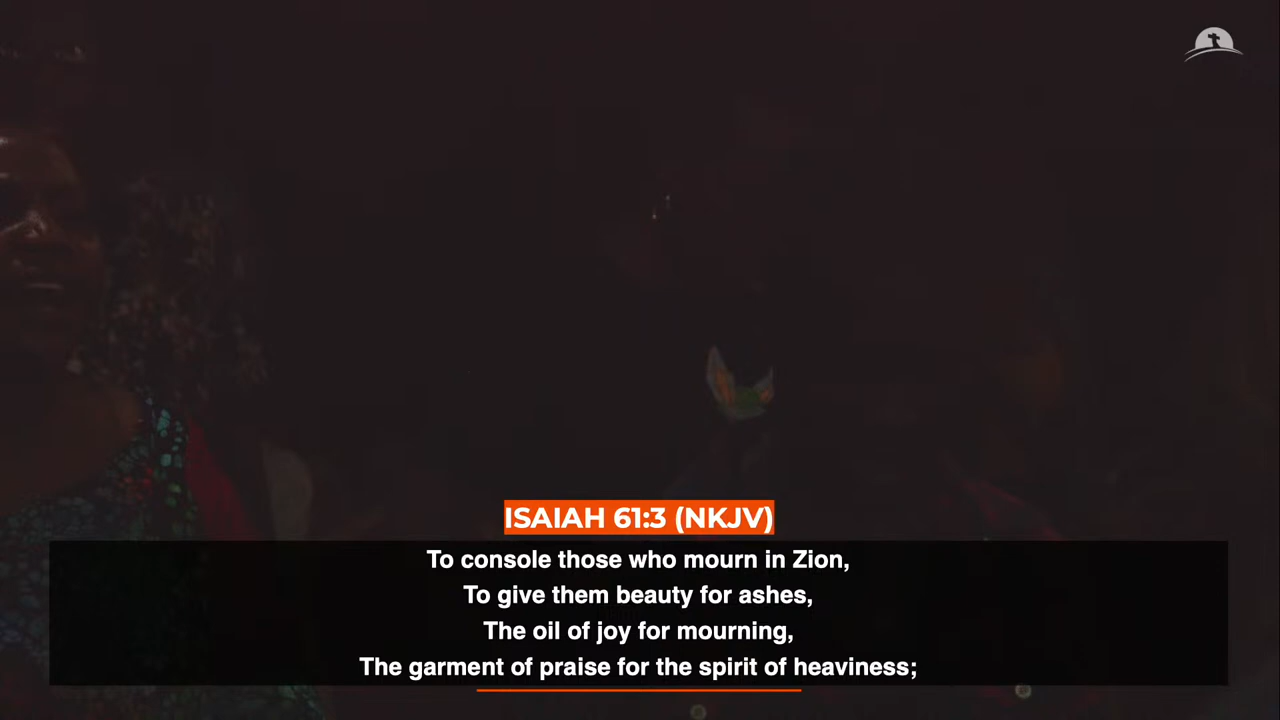 ISAIAH 61:3 (NKJV)
To console those who mourn in Zion,
To give them beauty for ashes,
The oil of joy for mourning,
The garment of praise for the spirit of heaviness;